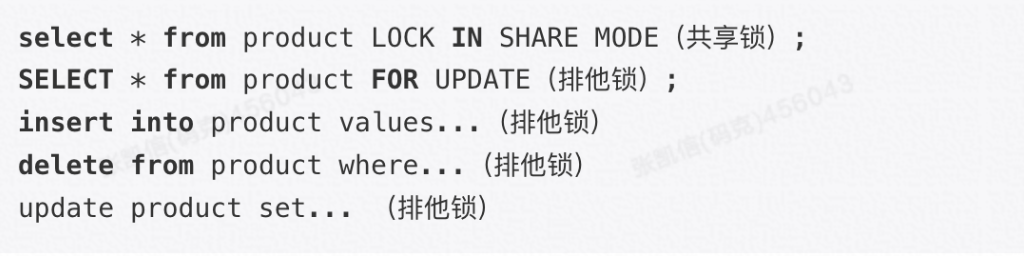 select * from product LOCK IN SHARE MODE（共享锁）;
SELECT * from product FOR UPDATE（排他锁）;
insert into product values...（排他锁）
delete from product where...（排他锁）
update product set... （排他锁）
张凯信(码克)456043
张凯信(码克)456043